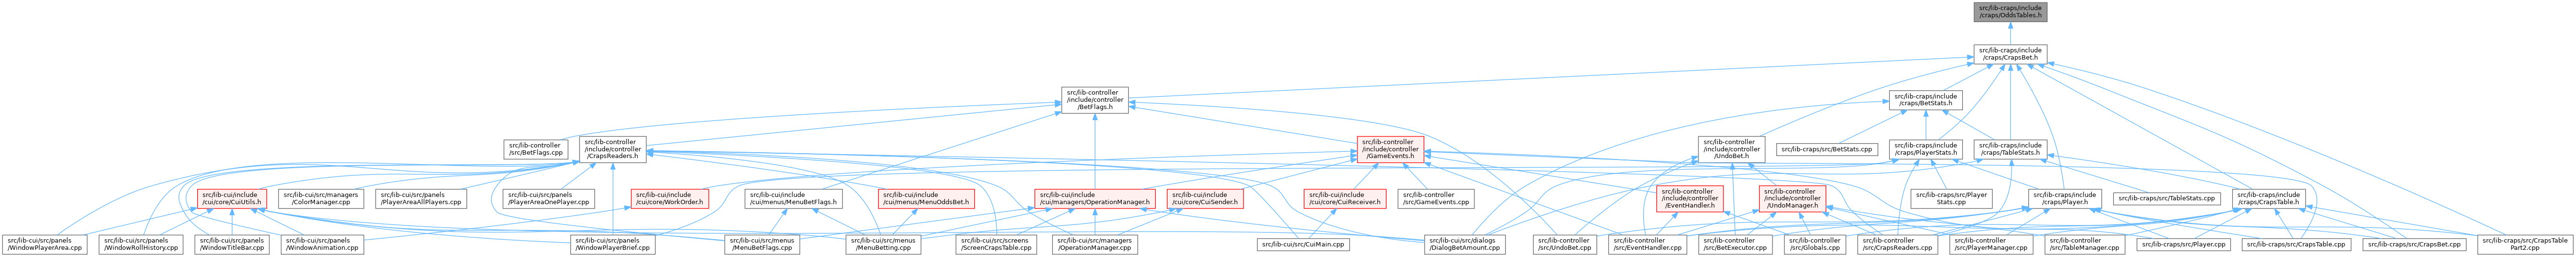 src/lib-craps/include
/craps/OddsTables.h
src/lib-craps/include
/craps/CrapsBet.h
src/lib-controller
/include/controller
/BetFlags.h
src/lib-craps/include
/craps/BetStats.h
src/lib-controller
/src/BetFlags.cpp
src/lib-controller
/include/controller
/CrapsReaders.h
src/lib-controller
/include/controller
/GameEvents.h
src/lib-controller
/include/controller
/UndoBet.h
src/lib-craps/src/BetStats.cpp
src/lib-craps/include
/craps/PlayerStats.h
src/lib-craps/include
/craps/TableStats.h
src/lib-cui/include
/cui/core/CuiUtils.h
src/lib-cui/src/managers
/ColorManager.cpp
src/lib-cui/src/panels
/PlayerAreaAllPlayers.cpp
src/lib-cui/src/panels
/PlayerAreaOnePlayer.cpp
src/lib-cui/include
/cui/core/WorkOrder.h
src/lib-cui/include
/cui/menus/MenuBetFlags.h
src/lib-cui/include
/cui/menus/MenuOddsBet.h
src/lib-cui/include
/cui/managers/OperationManager.h
src/lib-cui/include
/cui/core/CuiSender.h
src/lib-cui/include
/cui/core/CuiReceiver.h
src/lib-controller
/src/GameEvents.cpp
src/lib-controller
/include/controller
/EventHandler.h
src/lib-controller
/include/controller
/UndoManager.h
src/lib-craps/src/Player
Stats.cpp
src/lib-craps/include
/craps/Player.h
src/lib-craps/src/TableStats.cpp
src/lib-craps/include
/craps/CrapsTable.h
src/lib-cui/src/panels
/WindowPlayerArea.cpp
src/lib-cui/src/panels
/WindowRollHistory.cpp
src/lib-cui/src/panels
/WindowTitleBar.cpp
src/lib-cui/src/panels
/WindowAnimation.cpp
src/lib-cui/src/panels
/WindowPlayerBrief.cpp
src/lib-cui/src/menus
/MenuBetFlags.cpp
src/lib-cui/src/menus
/MenuBetting.cpp
src/lib-cui/src/screens
/ScreenCrapsTable.cpp
src/lib-cui/src/managers
/OperationManager.cpp
src/lib-cui/src/CuiMain.cpp
src/lib-cui/src/dialogs
/DialogBetAmount.cpp
src/lib-controller
/src/UndoBet.cpp
src/lib-controller
/src/EventHandler.cpp
src/lib-controller
/src/BetExecutor.cpp
src/lib-controller
/src/Globals.cpp
src/lib-controller
/src/CrapsReaders.cpp
src/lib-controller
/src/PlayerManager.cpp
src/lib-controller
/src/TableManager.cpp
src/lib-craps/src/Player.cpp
src/lib-craps/src/CrapsTable.cpp
src/lib-craps/src/CrapsBet.cpp
src/lib-craps/src/CrapsTable
Part2.cpp